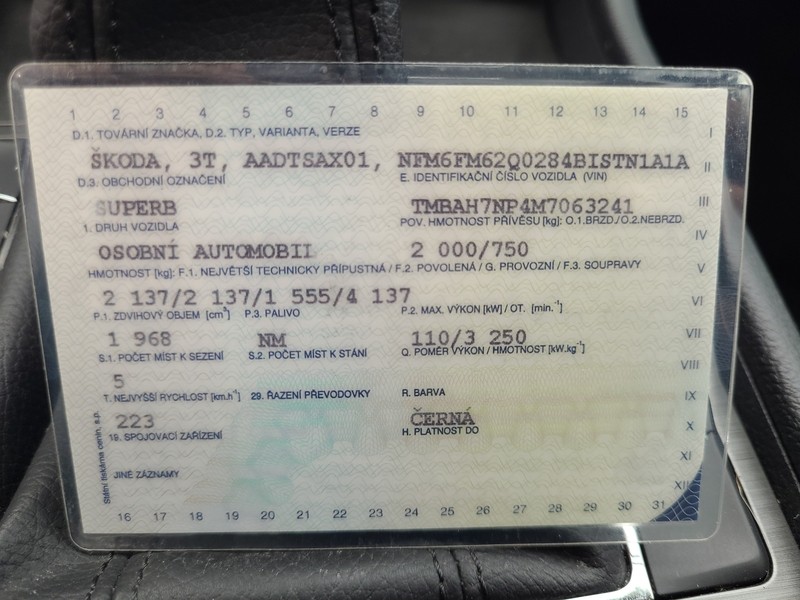 1 2 3 4 5 6 7 8 9 10 11 12 13 14 15
D.1. TOVÁRNÍ ZNAČKA, D.2. TYP, VARIANTA, VERZE I
ŠKODA, 3T, AADTSAX01, NFM6FM62Q0284BISTN1A1A II
D.3. OBCHODNÍ OZNAČENÍ E. IDENTIFIKAČNÍ ČÍSLO VOZIDLA (VIN)
SUPERB TMBAH7NP4M7063241 III
1. DRUH VOZIDLA POV. HMOTNOST PŘÍVĚSU [kg]: O.1.BRZD./O.2.NEBRZD.
OSOBNÍ AUTOMOBIL 2 000/750 IV
HMOTNOST [kg]: F.1. NEJVĚTŠÍ TECHNICKY PŘÍPUSTNÁ / F.2. POVOLENÁ / G. PROVOZNÍ / F.3. SOUPRAVY V
2 137/2 137/1 555/4 137 VI
P.1. ZDVIHOVÝ OBJEM [cm³] P.3. PALIVO P.2. MAX. VÝKON [kW] / OT. [min.⁻¹]
1 968 NM 110/3 250 VII
S.1. POČET MÍST K SEZENÍ S.2. POČET MÍST K STÁNÍ Q. POMĚR VÝKON / HMOTNOST [kW.kg⁻¹]
5 VIII
T. NEJVYŠŠÍ RYCHLOST [km.h⁻¹] 29. ŘAZENÍ PŘEVODOVKY R. BARVA IX
223 ČERNÁ X
19. SPOJOVACÍ ZAŘÍZENÍ H. PLATNOST DO
XI
JINÉ ZÁZNAMY
XII
Státní tiskárna cenin, s.p.
16 17 18 19 20 21 22 23 24 25 26 27 28 29 30 31